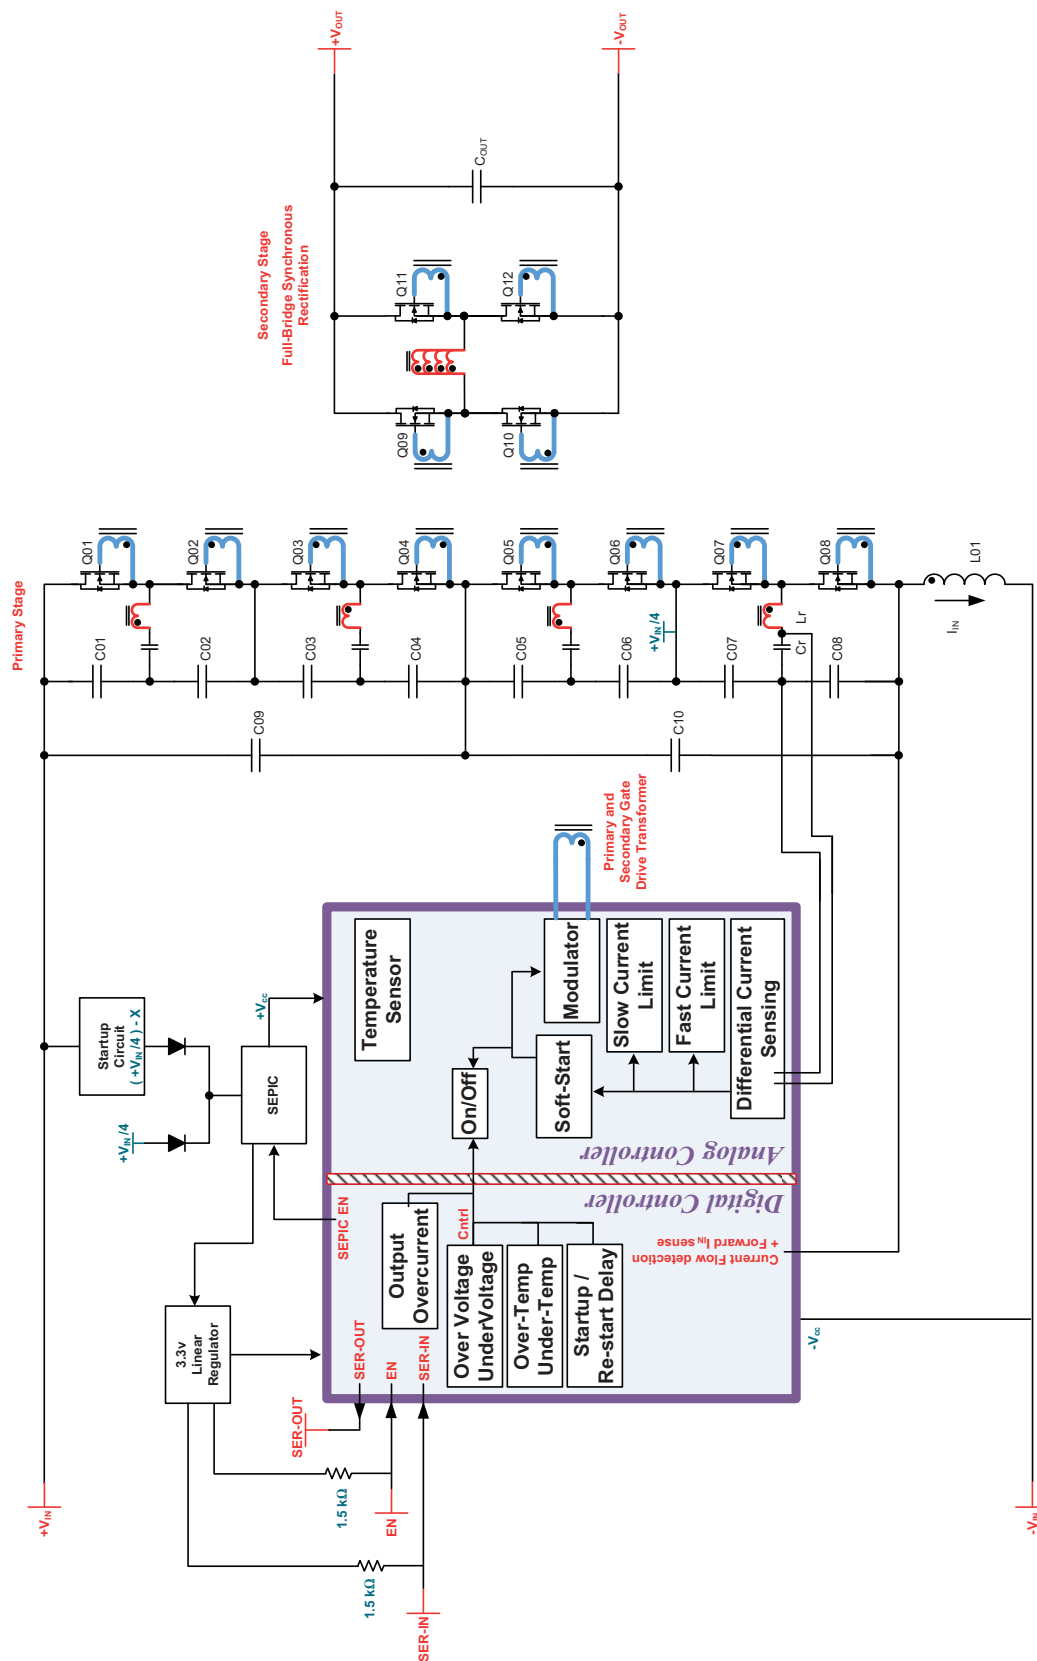 +VIN
-VIN
SER-IN
1.5 kΩ
EN
1.5 kΩ
SER-OUT
3.3v
Linear
Regulator
SER-OUT
EN
SER-IN
SEPIC EN
Output
Overcurrent
Cntrl
Over Voltage
UnderVoltage
Over-Temp
Under-Temp
Startup /
Re-start Delay
Current Flow detection
+ Forward IIN sense
Digital Controller
Analog Controller
-Vcc
+VIN/4
Startup
Circuit
( +VIN/4 ) - X
SEPIC
+Vcc
Temperature
Sensor
On/Off
Soft-Start
Modulator
Slow Current
Limit
Fast Current
Limit
Differential Current
Sensing
Primary and
Secondary Gate
Drive Transformer
Primary Stage
C09
C10
C01
C02
C03
C04
C05
C06
C07
C08
+VIN/4
Cr
Lr
Q01
Q02
Q03
Q04
Q05
Q06
Q07
Q08
IIN
L01
Secondary Stage
Full-Bridge Synchronous
Rectification
Q09
Q10
Q11
Q12
COUT
+VOUT
-VOUT